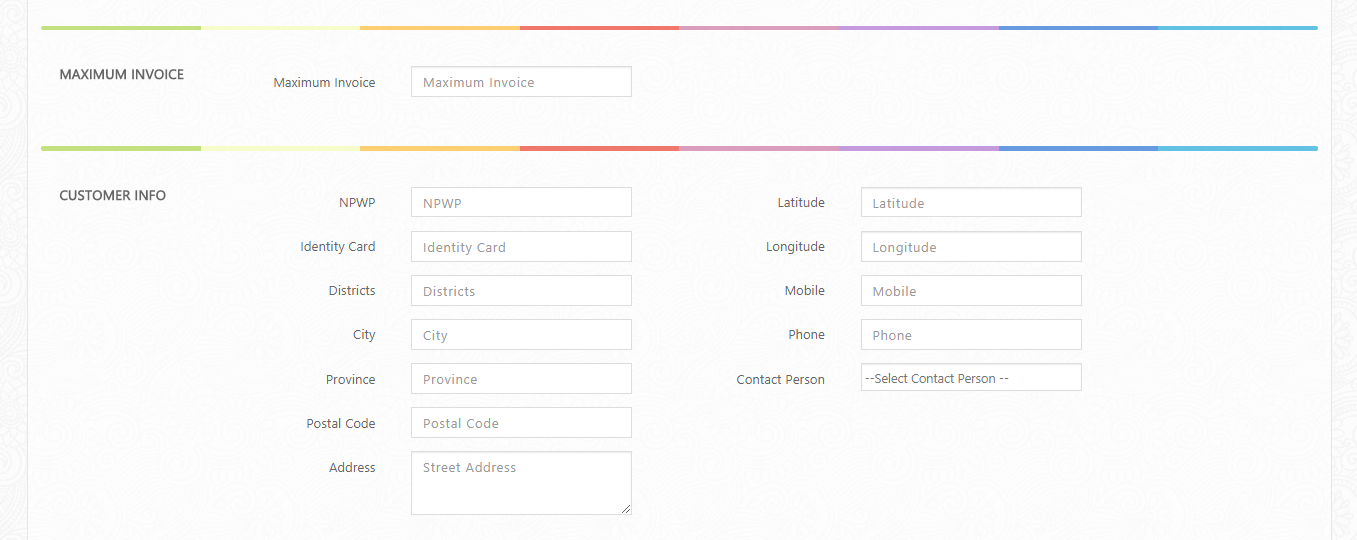 MAXIMUM INVOICE
Maximum Invoice
Maximum Invoice
CUSTOMER INFO
NPWP
NPWP
Identity Card
Identity Card
Districts
Districts
City
City
Province
Province
Postal Code
Postal Code
Address
Street Address
Latitude
Latitude
Longitude
Longitude
Mobile
Mobile
Phone
Phone
Contact Person
--Select Contact Person --